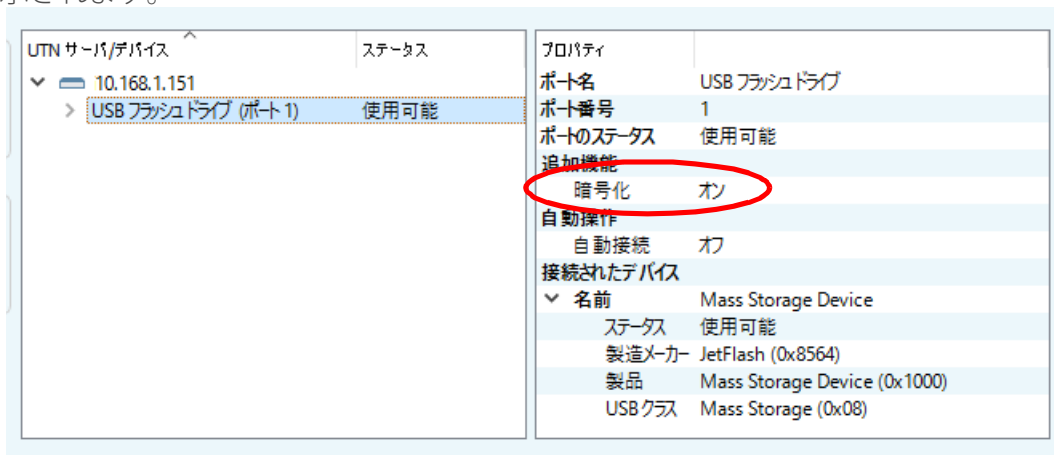 示されます。
UTN サーバ/デバイス ステータス
10.168.1.151
USB フラッシュ ドライブ (ポート 1) 使用可能
プロパティ
ポート名 USB フラッシュ ドライブ
ポート番号 1
ポートのステータス 使用可能
追加機能
暗号化 オン
自動操作
自動接続 オフ
接続されたデバイス
名前 Mass Storage Device
ステータス 使用可能
製造メーカー JetFlash (0x8564)
製品 Mass Storage Device (0x1000)
USB クラス Mass Storage (0x08)